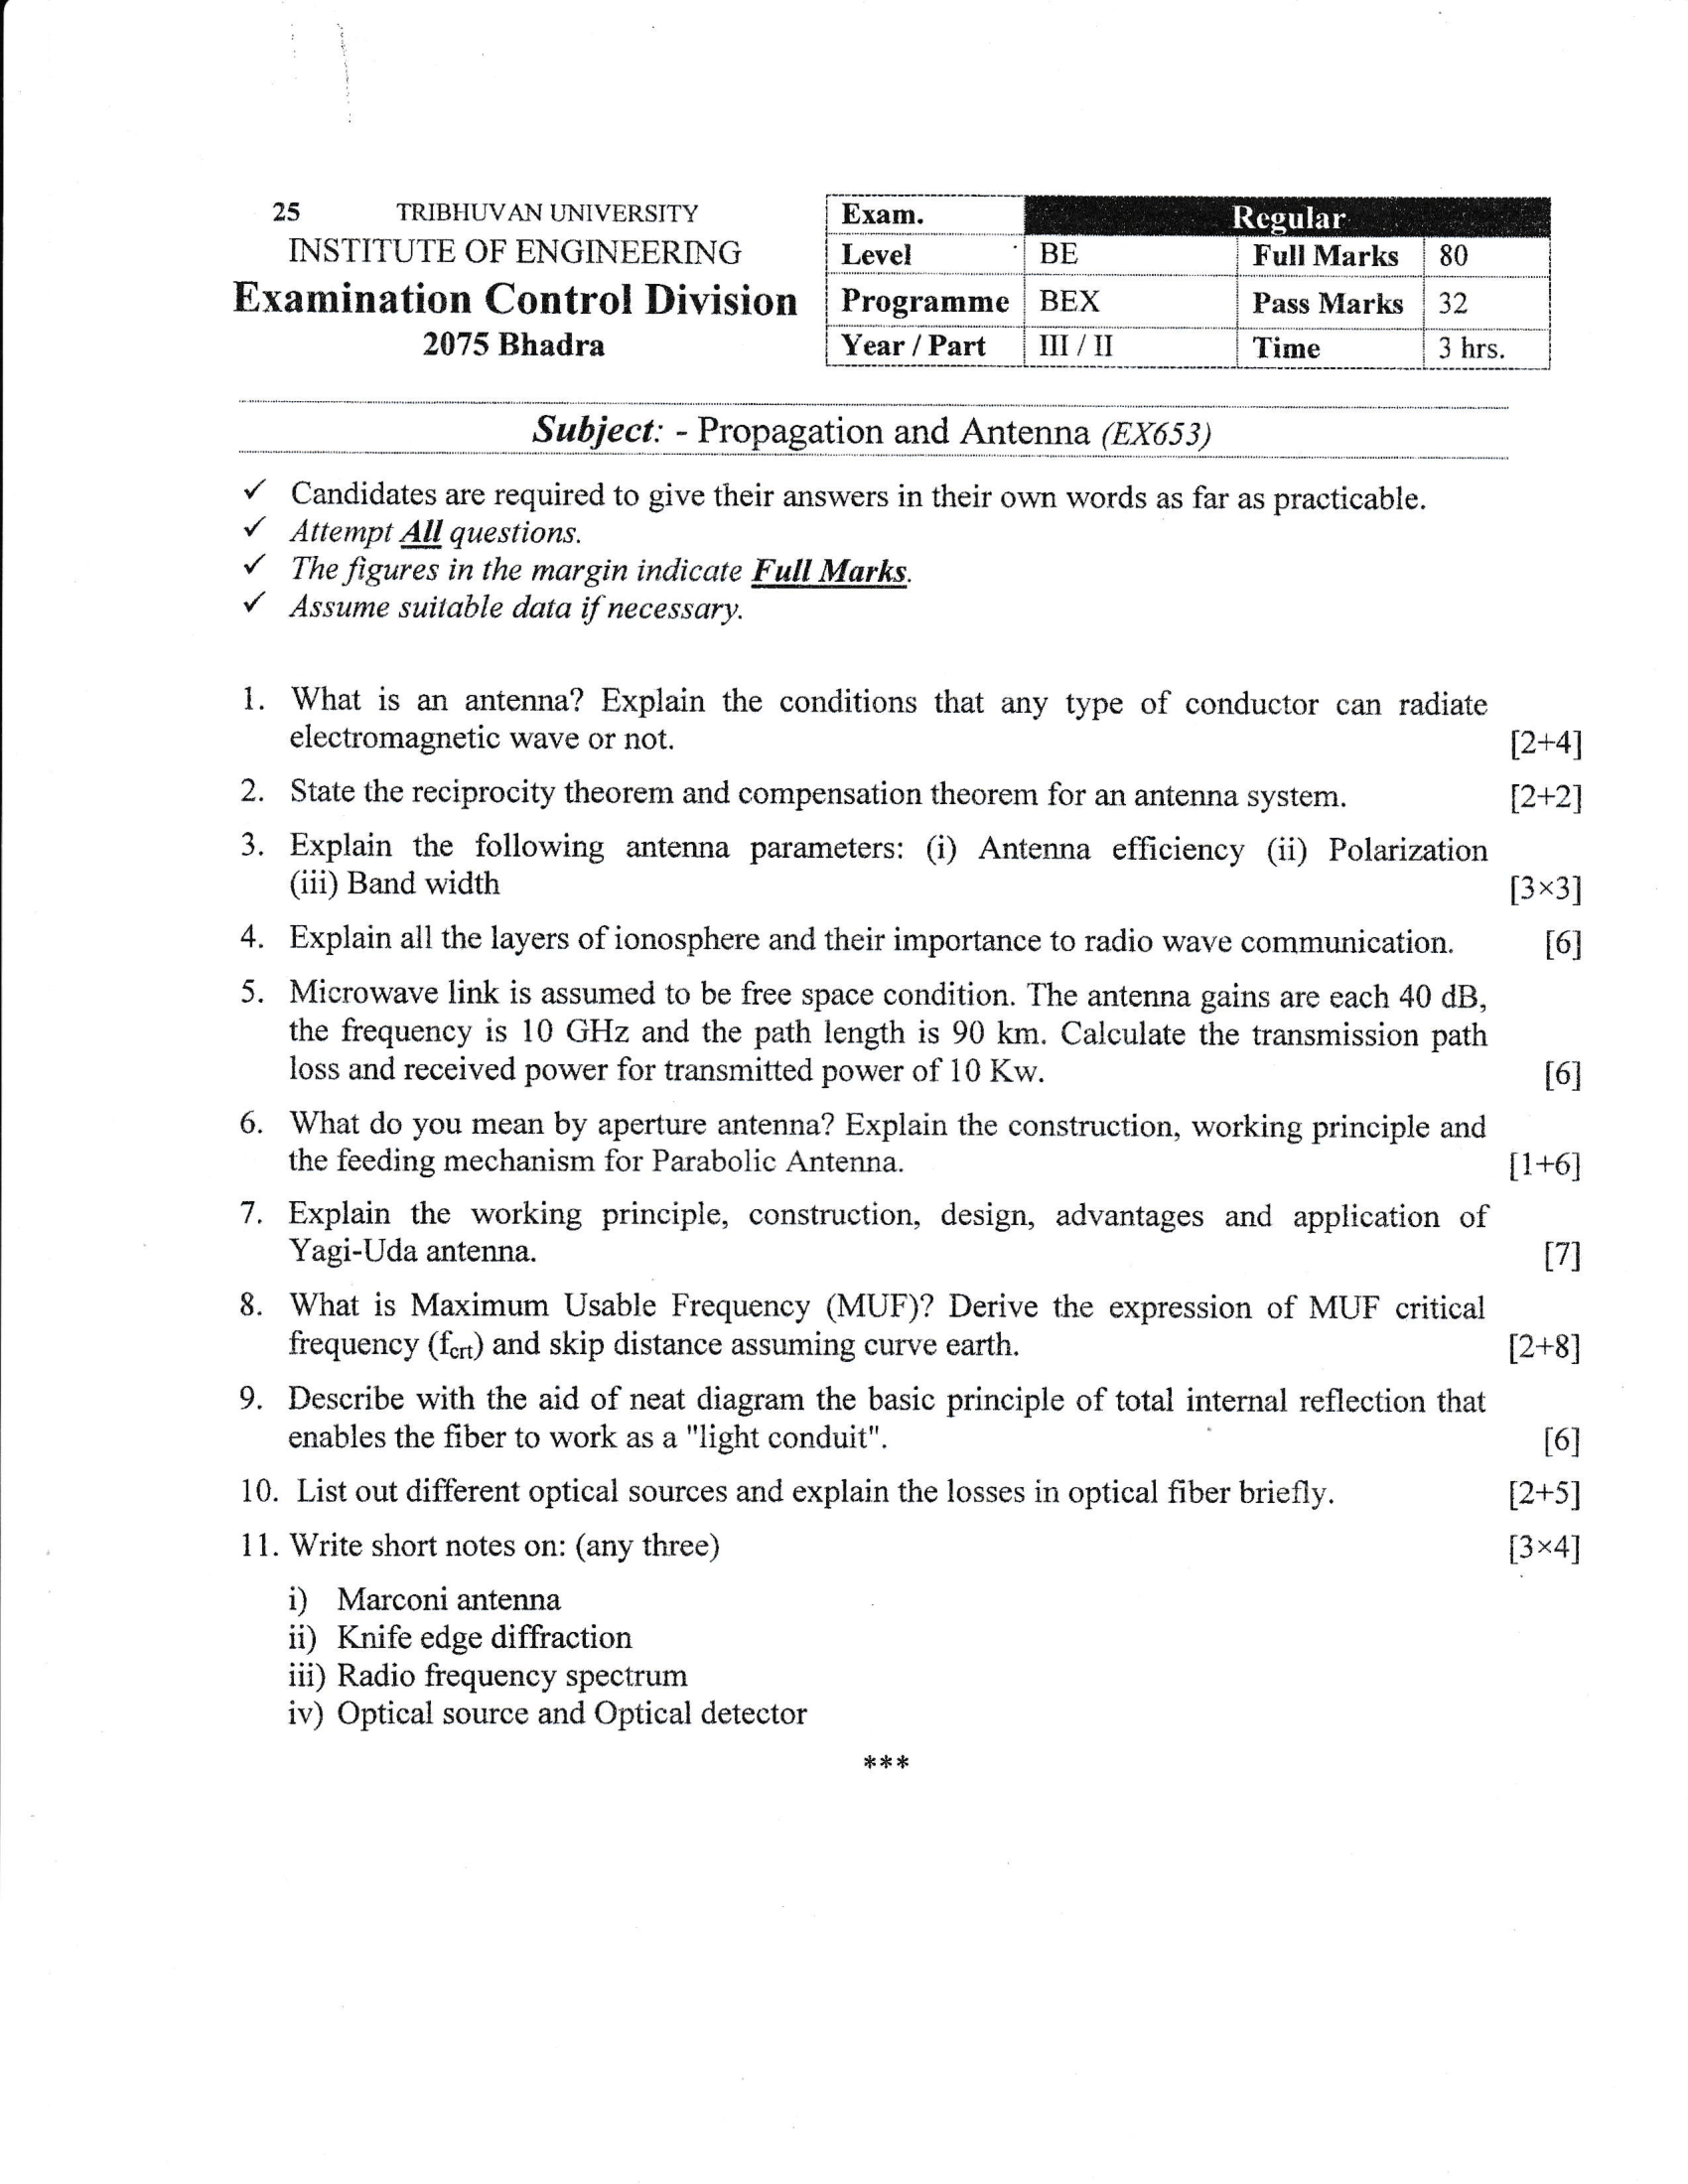 25 TRIBHUVAN UNIVERSITY
INSTITUTE OF ENGINEERING
Examination Control Division
2075 Bhadra
Exam. Regular
Level BE Full Marks 80
Programme BEX Pass Marks 32
Year / Part III / II Time 3 hrs.
Subject: - Propagation and Antenna (EX653)
✓ Candidates are required to give their answers in their own words as far as practicable.
✓ Attempt All questions.
✓ The figures in the margin indicate Full Marks.
✓ Assume suitable data if necessary.
1. What is an antenna? Explain the conditions that any type of conductor can radiate
electromagnetic wave or not. [2+4]
2. State the reciprocity theorem and compensation theorem for an antenna system. [2+2]
3. Explain the following antenna parameters: (i) Antenna efficiency (ii) Polarization
(iii) Band width [3×3]
4. Explain all the layers of ionosphere and their importance to radio wave communication. [6]
5. Microwave link is assumed to be free space condition. The antenna gains are each 40 dB,
the frequency is 10 GHz and the path length is 90 km. Calculate the transmission path
loss and received power for transmitted power of 10 Kw. [6]
6. What do you mean by aperture antenna? Explain the construction, working principle and
the feeding mechanism for Parabolic Antenna. [1+6]
7. Explain the working principle, construction, design, advantages and application of
Yagi-Uda antenna. [7]
8. What is Maximum Usable Frequency (MUF)? Derive the expression of MUF critical
frequency (fcrt) and skip distance assuming curve earth. [2+8]
9. Describe with the aid of neat diagram the basic principle of total internal reflection that
enables the fiber to work as a "light conduit". [6]
10. List out different optical sources and explain the losses in optical fiber briefly. [2+5]
11. Write short notes on: (any three) [3×4]
i) Marconi antenna
ii) Knife edge diffraction
iii) Radio frequency spectrum
iv) Optical source and Optical detector
***